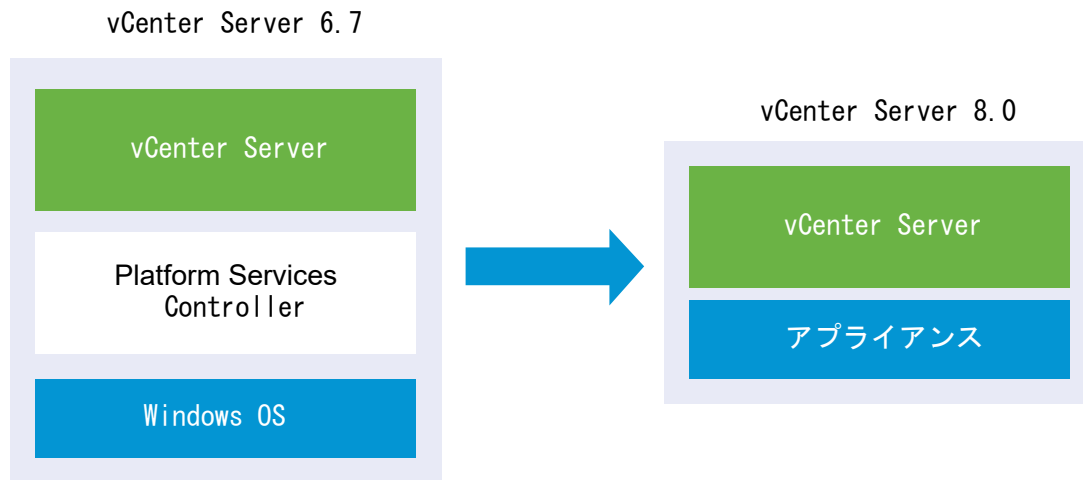 vCenter Server 6.7
vCenter Server
Platform Services
Controller
Windows OS
vCenter Server 8.0
vCenter Server
アプライアンス